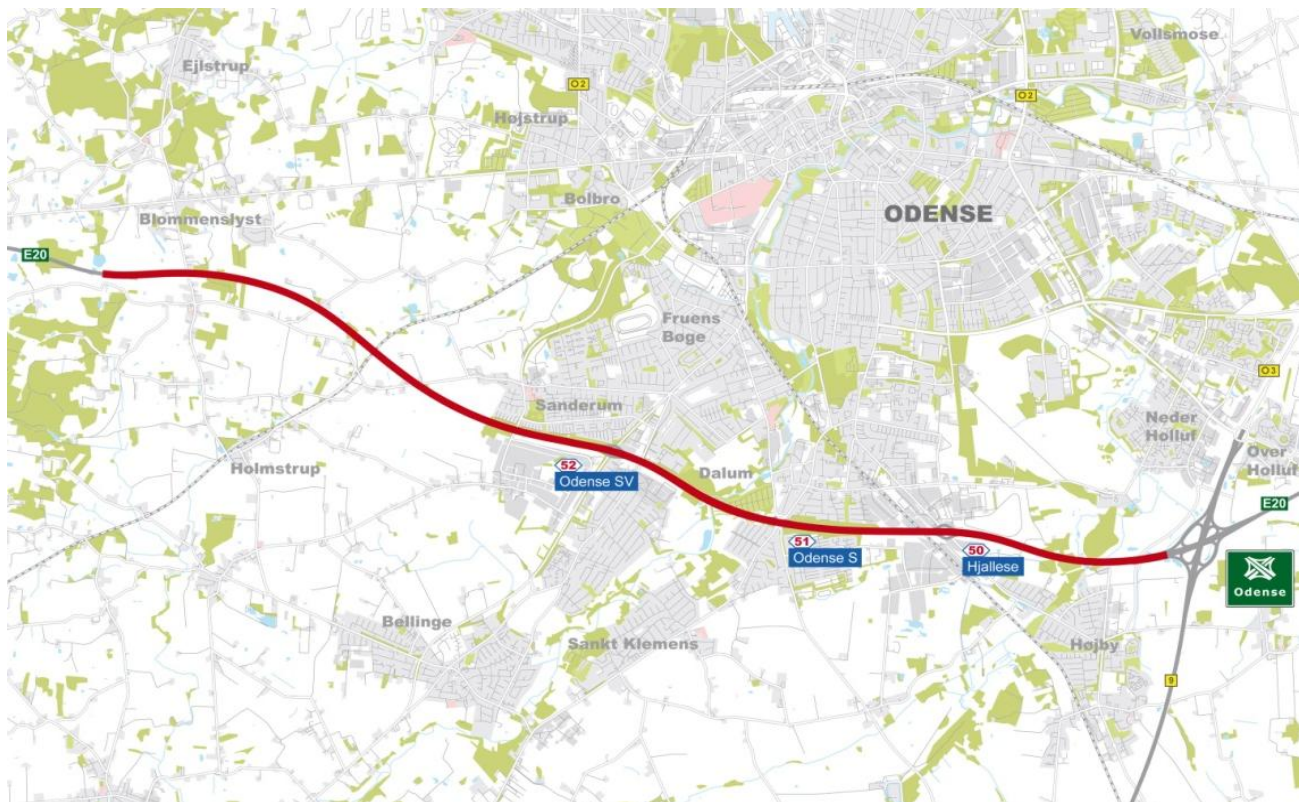 Vollsmose
Ejlstrup
O2
O2
Højstrup
Bolbro
Blommenslyst
ODENSE
E20
Fruens
Bøge
O3
Sanderum
Neder
Holluf
Holmstrup
52
Odense SV
Dalum
Over
Holluf
E20
51
Odense S
50
Hjallese
Odense
Bellinge
Sankt Klemens
Højby
9